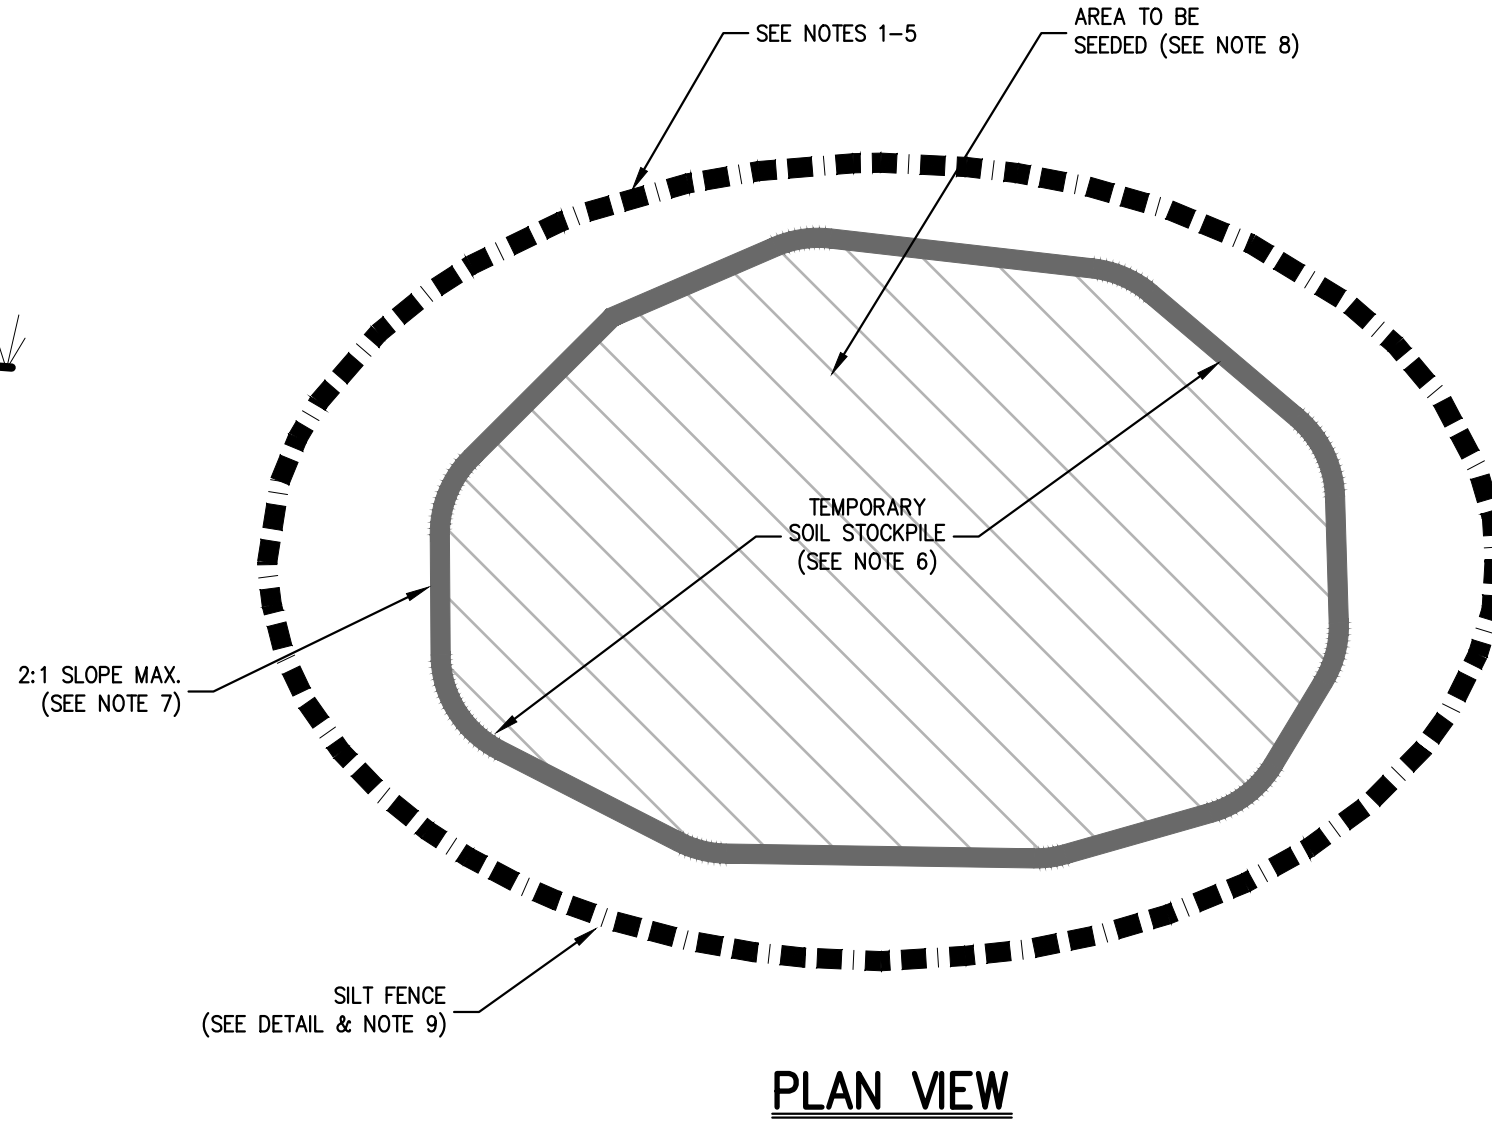 SEE NOTES 1-5
AREA TO BE
SEEDED (SEE NOTE 8)
TEMPORARY
SOIL STOCKPILE
(SEE NOTE 6)
2:1 SLOPE MAX.
(SEE NOTE 7)
SILT FENCE
(SEE DETAIL & NOTE 9)
PLAN VIEW